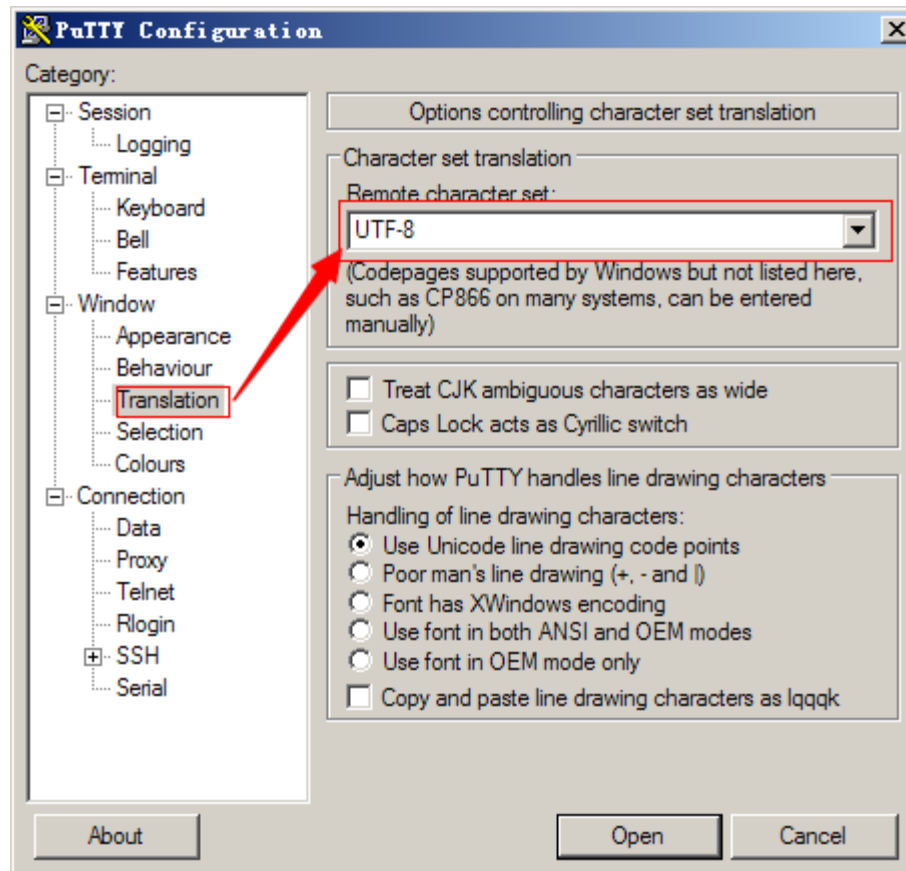 PuTTY Configuration
Category:
Session
Logging
Terminal
Keyboard
Bell
Features
Window
Appearance
Behaviour
Translation
Selection
Colours
Connection
Data
Proxy
Telnet
Rlogin
SSH
Serial
Options controlling character set translation
Character set translation
Remote character set:
UTF-8
(Codepages supported by Windows but not listed here,
such as CP866 on many systems, can be entered
manually)
Treat CJK ambiguous characters as wide
Caps Lock acts as Cyrillic switch
Adjust how PuTTY handles line drawing characters
Handling of line drawing characters:
Use Unicode line drawing code points
Poor man's line drawing (+, - and |)
Font has XWindows encoding
Use font in both ANSI and OEM modes
Use font in OEM mode only
Copy and paste line drawing characters as lqqqk
About
Open
Cancel